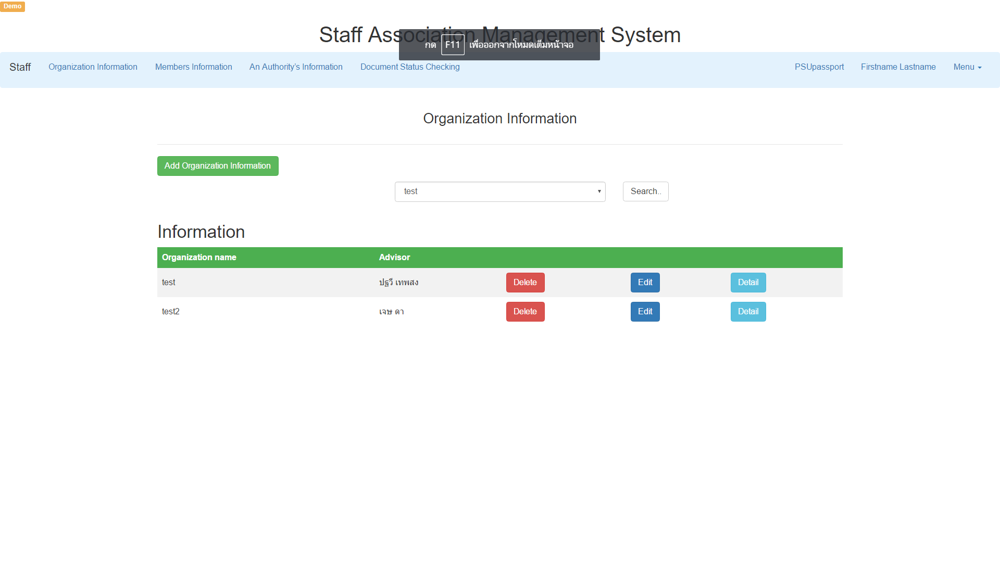 Demo
Staff Association Management System
กด F11 เพื่อออกจากโหมดเต็มหน้าจอ
Staff Organization Information Members Information An Authority’s Information Document Status Checking PSUpassport Firstname Lastname Menu
Organization Information
Add Organization Information
test Search..
Information
Organization name Advisor
test ปฐวี เทพสง Delete Edit Detail
test2 เจษ ดา Delete Edit Detail